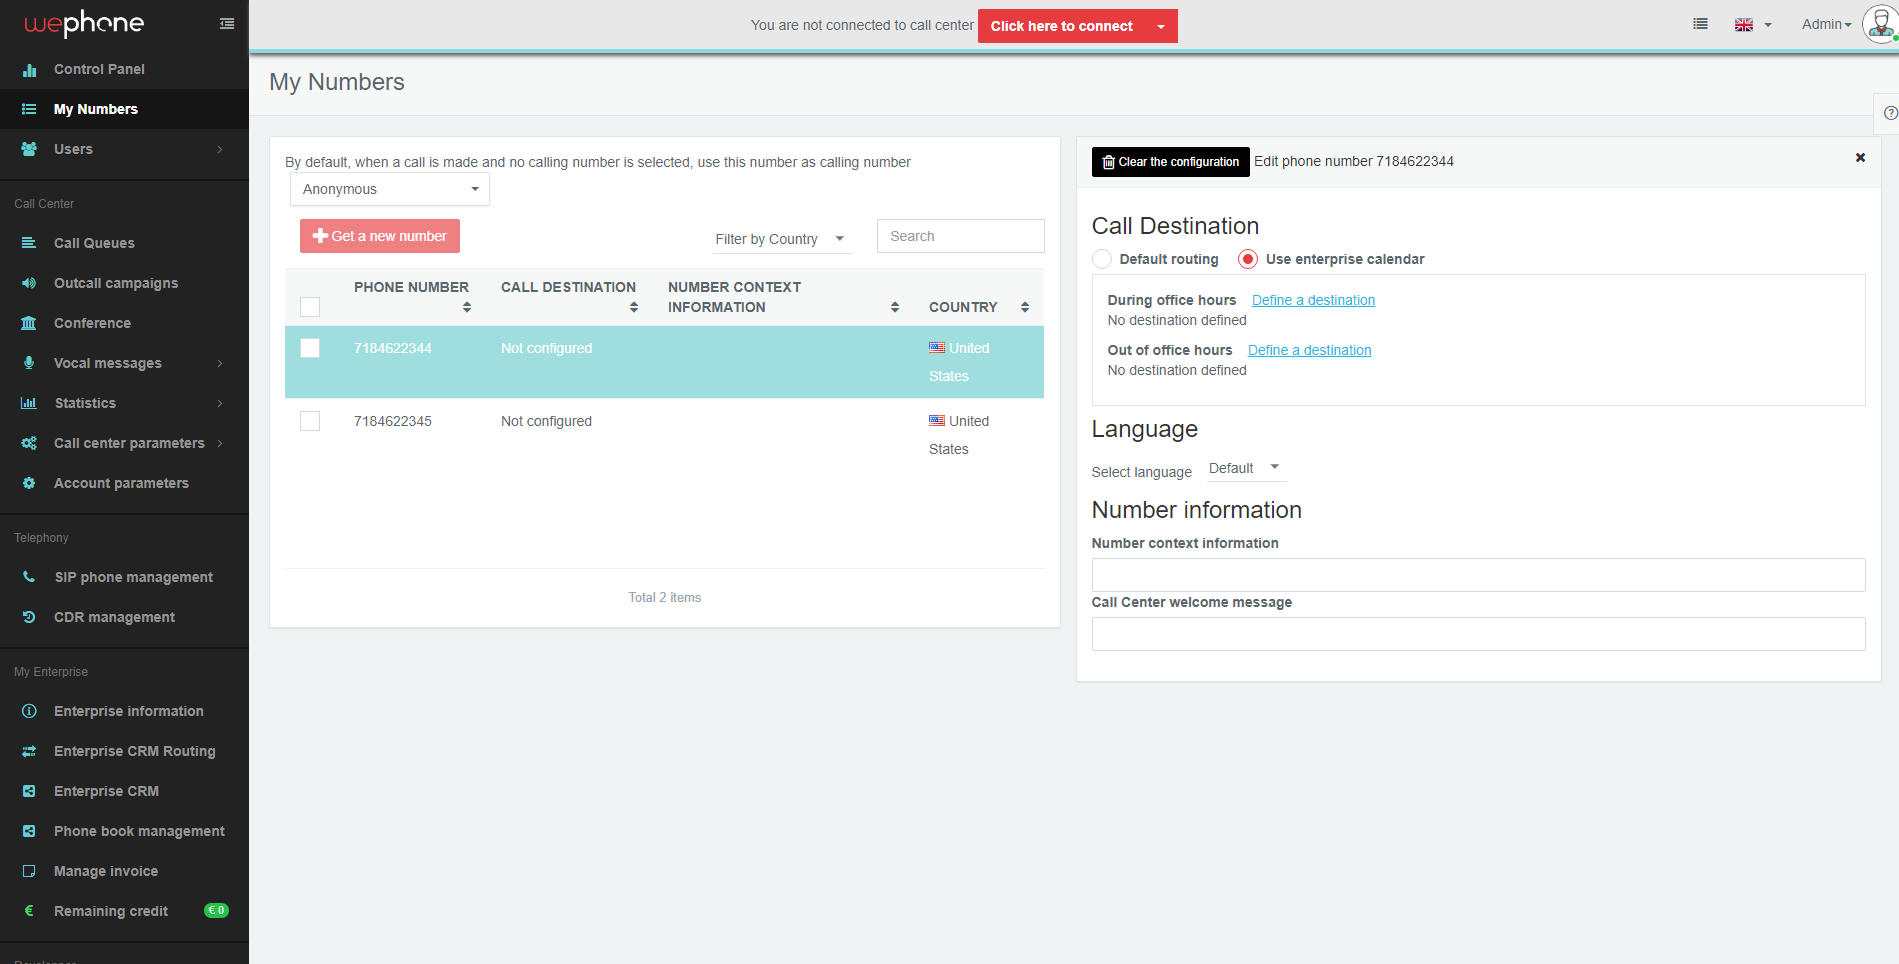 wephone
Control Panel
My Numbers
Users
Call Center
Call Queues
Outcall campaigns
Conference
Vocal messages
Statistics
Call center parameters
Account parameters
Telephony
SIP phone management
CDR management
My Enterprise
Enterprise information
Enterprise CRM Routing
Enterprise CRM
Phone book management
Manage invoice
€ Remaining credit € 0
You are not connected to call center Click here to connect
Admin
My Numbers
By default, when a call is made and no calling number is selected, use this number as calling number
Anonymous
Get a new number
Filter by Country
Search
PHONE NUMBER
CALL DESTINATION
NUMBER CONTEXT
INFORMATION
COUNTRY
7184622344 Not configured United
States
7184622345 Not configured United
States
Total 2 items
Clear the configuration Edit phone number 7184622344
Call Destination
Default routing Use enterprise calendar
During office hours Define a destination
No destination defined
Out of office hours Define a destination
No destination defined
Language
Select language Default
Number information
Number context information
Call Center welcome message